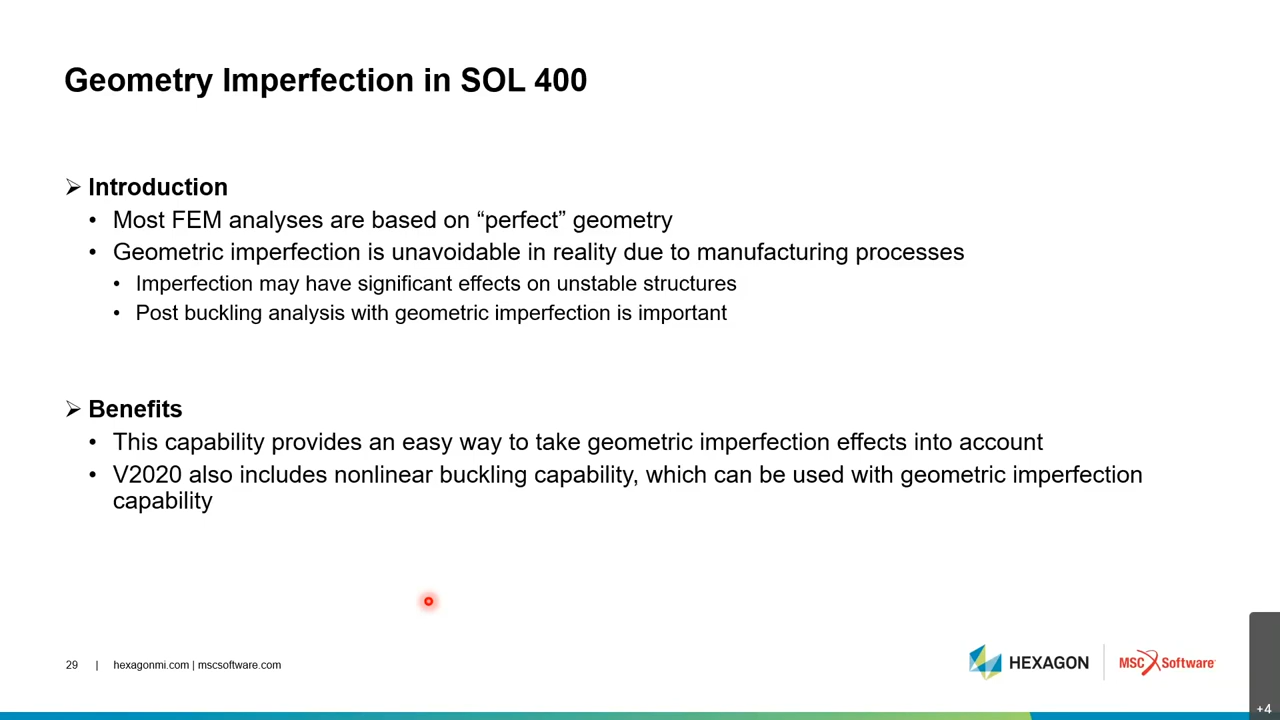 Geometry Imperfection in SOL 400
➢ Introduction
• Most FEM analyses are based on “perfect” geometry
• Geometric imperfection is unavoidable in reality due to manufacturing processes
• Imperfection may have significant effects on unstable structures
• Post buckling analysis with geometric imperfection is important
➢ Benefits
• This capability provides an easy way to take geometric imperfection effects into account
• V2020 also includes nonlinear buckling capability, which can be used with geometric imperfection
capability
29 | hexagonmi.com | mscsoftware.com
HEXAGON
MSC Software
+4